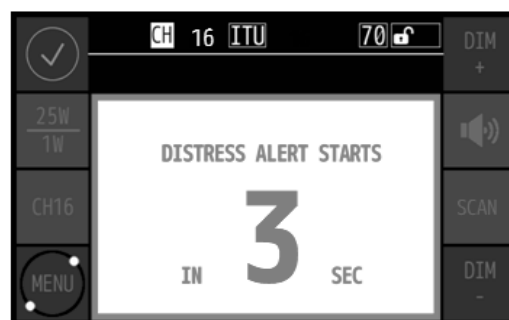 CH 16 ITU 70
DIM
+
25W
1W
DISTRESS ALERT STARTS
IN 3 SEC
CH16
SCAN
MENU
DIM
-